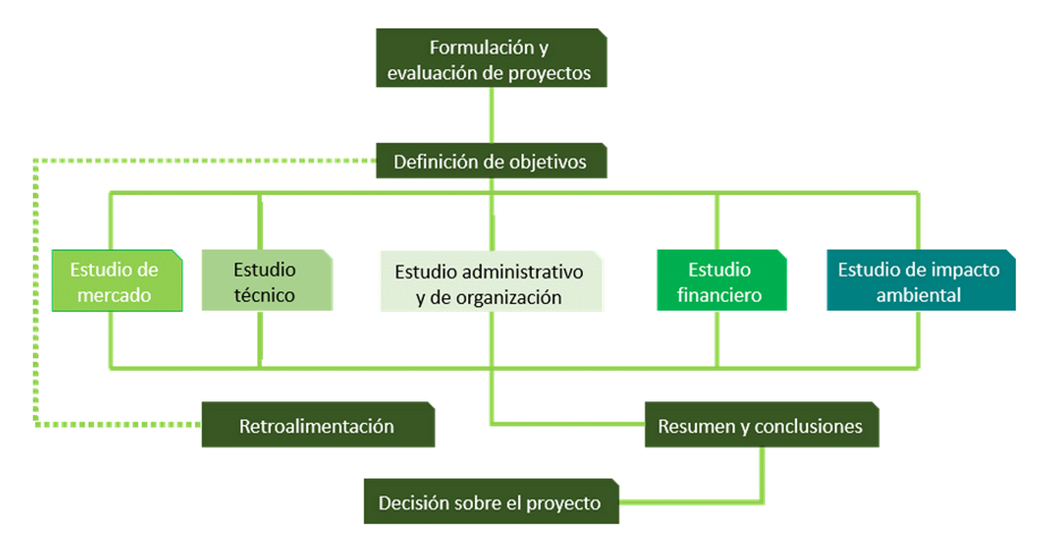 Formulación y
evaluación de proyectos
Definición de objetivos
Estudio de
mercado
Estudio
técnico
Estudio administrativo
y de organización
Estudio
financiero
Estudio de impacto
ambiental
Retroalimentación
Resumen y conclusiones
Decisión sobre el proyecto